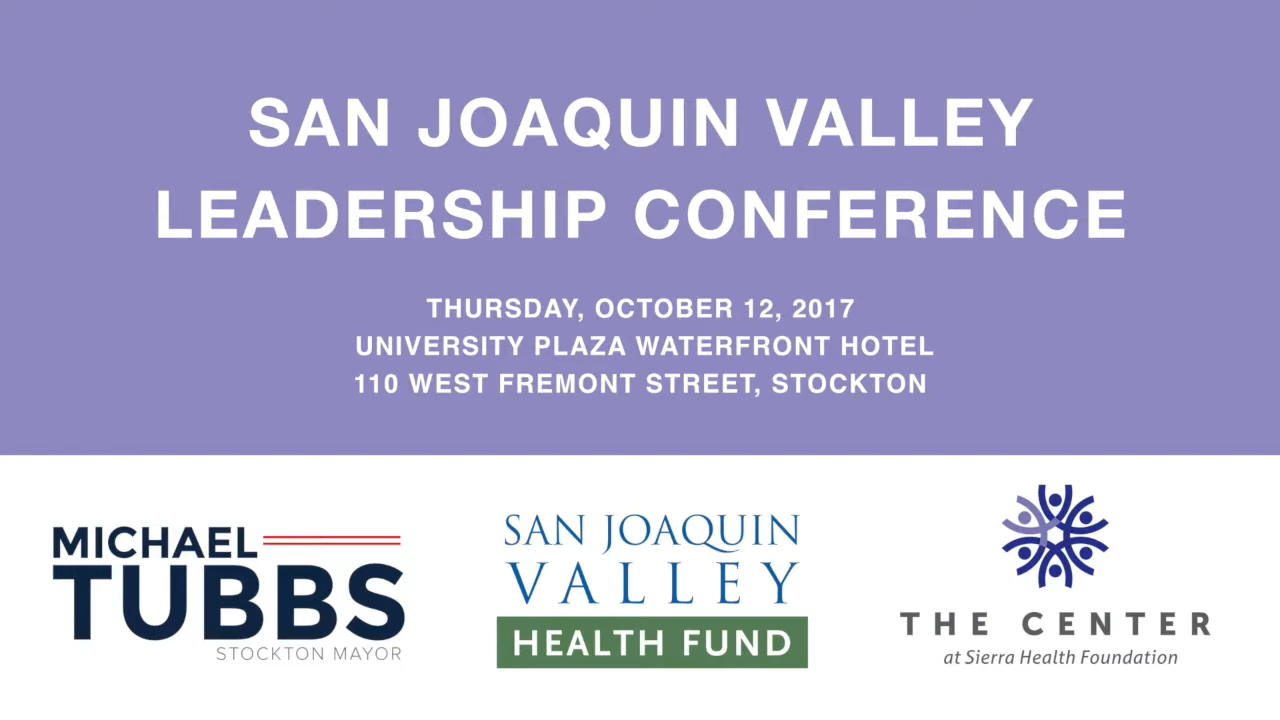 SAN JOAQUIN VALLEY
LEADERSHIP CONFERENCE
THURSDAY, OCTOBER 12, 2017
UNIVERSITY PLAZA WATERFRONT HOTEL
110 WEST FREMONT STREET, STOCKTON
MICHAEL
TUBBS
STOCKTON MAYOR
SAN JOAQUIN
VALLEY
HEALTH FUND
THE CENTER
at Sierra Health Foundation